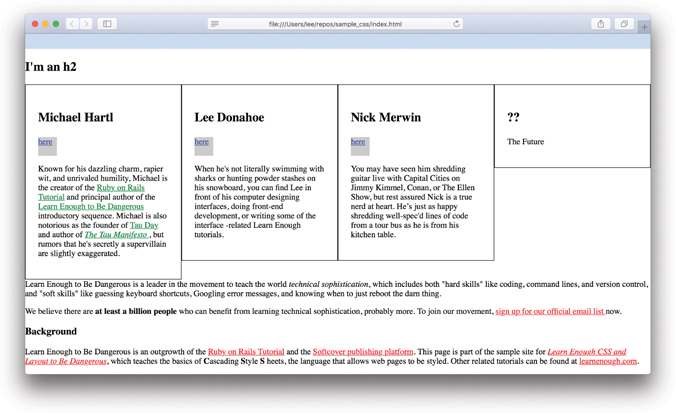 file:///Users/lee/repos/sample_css/index.html
I'm an h2
Michael Hartl
here
Known for his dazzling charm, rapier
wit, and unrivaled humility, Michael is
the creator of the Ruby on Rails
Tutorial and principal author of the
Learn Enough to Be Dangerous
introductory sequence. Michael is also
notorious as the founder of Tau Day
and author of The Tau Manifesto , but
rumors that he's secretly a supervillain
are slightly exaggerated.
Lee Donahoe
here
When he's not literally swimming with
sharks or hunting powder stashes on
his snowboard, you can find Lee in
front of his computer designing
interfaces, doing front-end
development, or writing some of the
interface -related Learn Enough
tutorials.
Nick Merwin
here
You may have seen him shredding
guitar live with Capital Cities on
Jimmy Kimmel, Conan, or The Ellen
Show, but rest assured Nick is a true
nerd at heart. He's just as happy
shredding well-spec'd lines of code
from a tour bus as he is from his
kitchen table.
??
The Future
Learn Enough to Be Dangerous is a leader in the movement to teach the world technical sophistication, which includes both "hard skills" like coding, command lines, and version control,
and "soft skills" like guessing keyboard shortcuts, Googling error messages, and knowing when to just reboot the darn thing.
We believe there are at least a billion people who can benefit from learning technical sophistication, probably more. To join our movement, sign up for our official email list now.
Background
Learn Enough to Be Dangerous is an outgrowth of the Ruby on Rails Tutorial and the Softcover publishing platform. This page is part of the sample site for Learn Enough CSS and
Layout to Be Dangerous, which teaches the basics of Cascading Style S heets, the language that allows web pages to be styled. Other related tutorials can be found at learnenough.com.